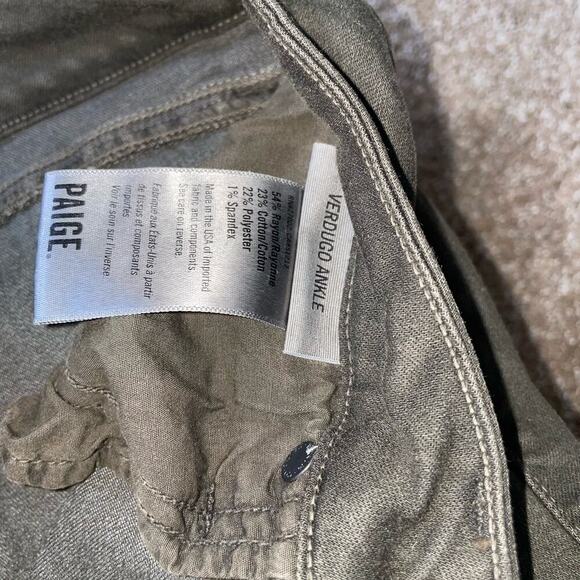 PAIGE®
Fabriqué aux États-Unis à partir
de tissus et composants
importés
Voir le soin sur l'inverse
Made in the USA of imported
fabric and components.
See care on reverse.
54% Rayon/Rayonne
23% Cotton/Coton
22% Polyester
1% Spandex
VERDUGO ANKLE